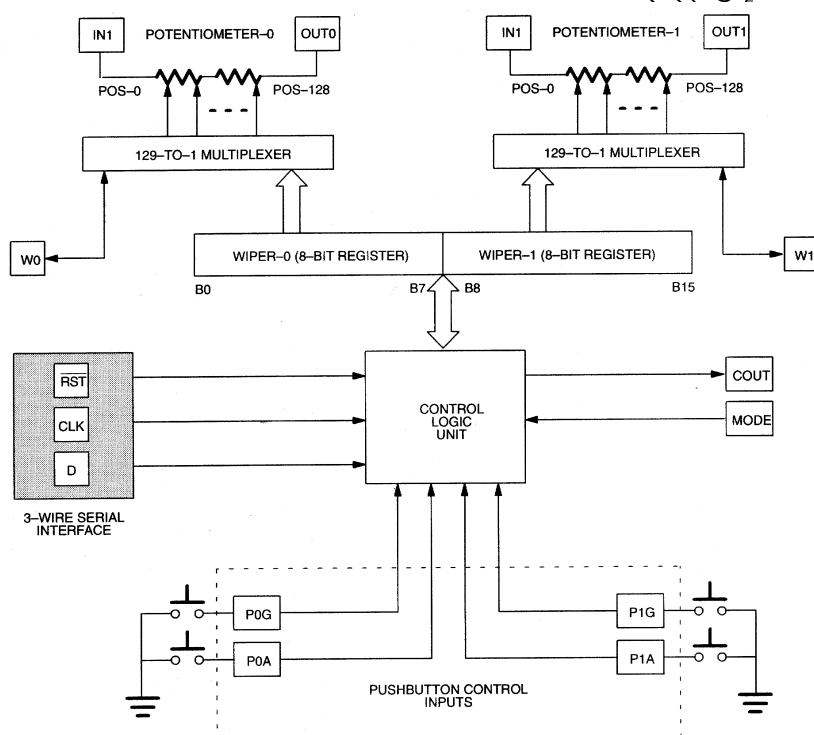 IN1 POTENTIOMETER–0 OUT0
IN1 POTENTIOMETER–1 OUT1
POS–0 POS–128
POS–0 POS–128
129–TO–1 MULTIPLEXER
129–TO–1 MULTIPLEXER
W0
WIPER–0 (8–BIT REGISTER)
WIPER–1 (8–BIT REGISTER)
W1
B0 B7 B8 B15
RST
CLK
D
3–WIRE SERIAL
INTERFACE
CONTROL
LOGIC
UNIT
COUT
MODE
P0G
P0A
P1G
P1A
PUSHBUTTON CONTROL
INPUTS